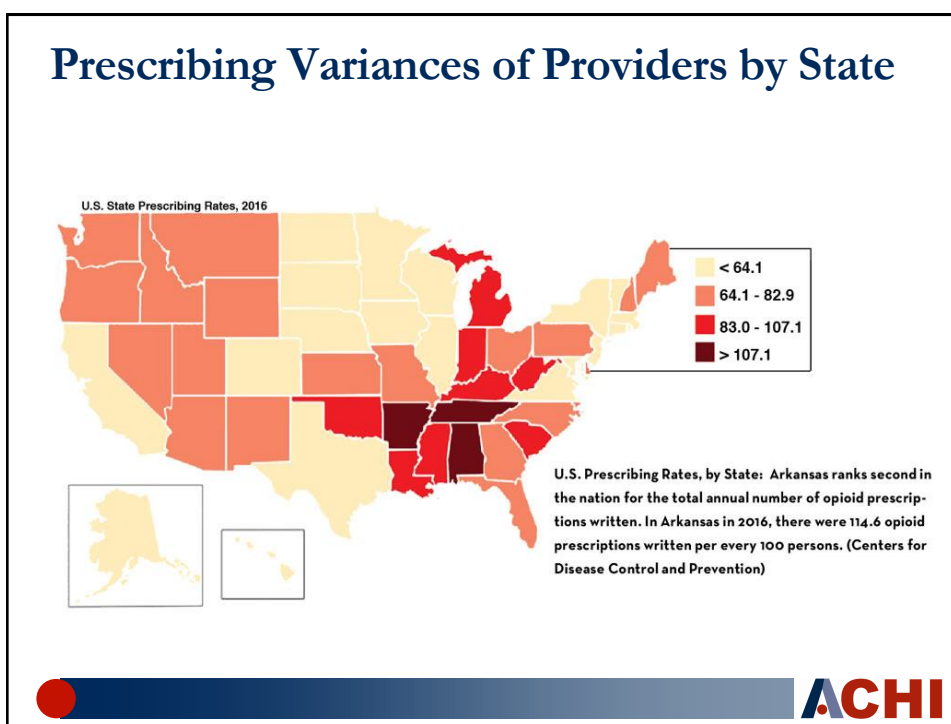 Prescribing Variances of Providers by State
U.S. State Prescribing Rates, 2016
< 64.1
64.1 - 82.9
83.0 - 107.1
> 107.1
U.S. Prescribing Rates, by State: Arkansas ranks second in
the nation for the total annual number of opioid prescrip-
tions written. In Arkansas in 2016, there were 114.6 opioid
prescriptions written per every 100 persons. (Centers for
Disease Control and Prevention)
ACHI